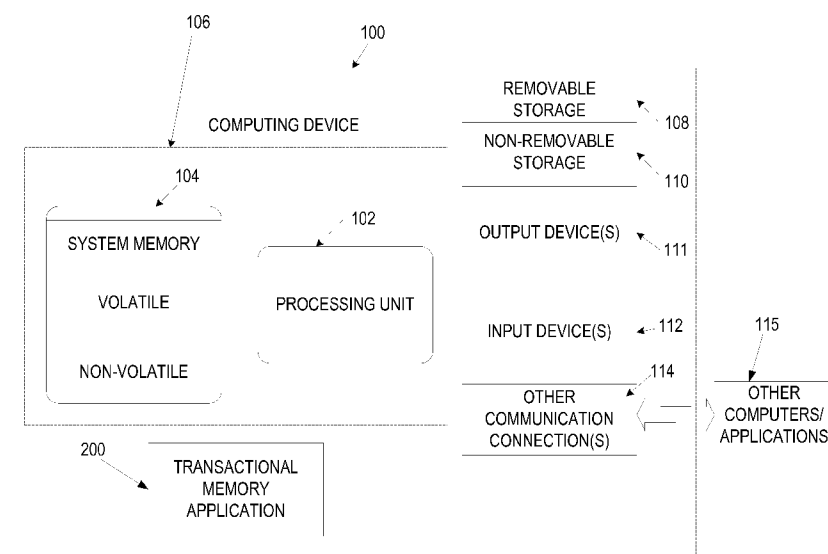 106
100
REMOVABLE
STORAGE
108
COMPUTING DEVICE
NON-REMOVABLE
STORAGE
110
104
102
SYSTEM MEMORY
VOLATILE
NON-VOLATILE
PROCESSING UNIT
OUTPUT DEVICE(S)
111
INPUT DEVICE(S)
112
114
115
OTHER
COMMUNICATION
CONNECTION(S)
OTHER
COMPUTERS/
APPLICATIONS
200
TRANSACTIONAL
MEMORY
APPLICATION